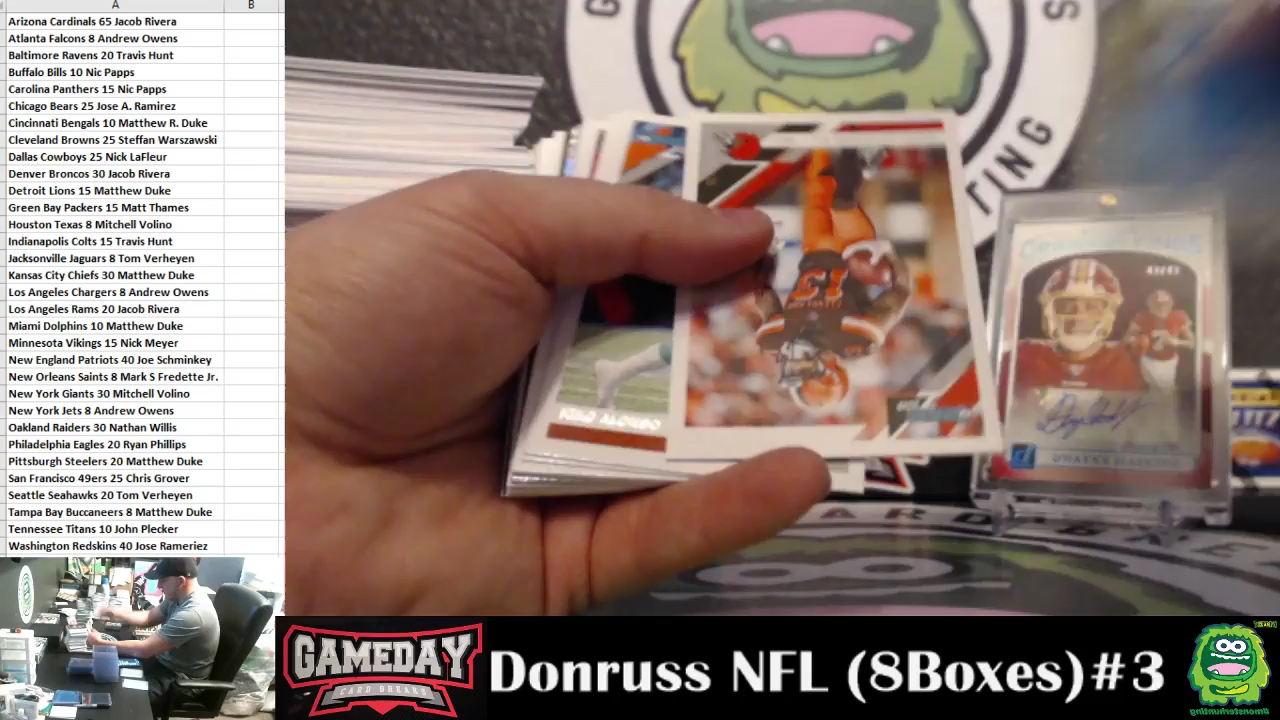 A
B
Arizona Cardinals 65 Jacob Rivera
Atlanta Falcons 8 Andrew Owens
Baltimore Ravens 20 Travis Hunt
Buffalo Bills 10 Nic Papps
Carolina Panthers 15 Nic Papps
Chicago Bears 25 Jose A. Ramirez
Cincinnati Bengals 10 Matthew R. Duke
Cleveland Browns 25 Steffan Warszawski
Dallas Cowboys 25 Nick LaFleur
Denver Broncos 30 Jacob Rivera
Detroit Lions 15 Matthew Duke
Green Bay Packers 15 Matt Thames
Houston Texas 8 Mitchell Volino
Indianapolis Colts 15 Travis Hunt
Jacksonville Jaguars 8 Tom Verheyen
Kansas City Chiefs 30 Matthew Duke
Los Angeles Chargers 8 Andrew Owens
Los Angeles Rams 20 Jacob Rivera
Miami Dolphins 10 Matthew Duke
Minnesota Vikings 15 Nick Meyer
New England Patriots 40 Joe Schminkey
New Orleans Saints 8 Mark S Fredette Jr.
New York Giants 30 Mitchell Volino
New York Jets 8 Andrew Owens
Oakland Raiders 30 Nathan Willis
Philadelphia Eagles 20 Ryan Phillips
Pittsburgh Steelers 20 Matthew Duke
San Francisco 49ers 25 Chris Grover
Seattle Seahawks 20 Tom Verheyen
Tampa Bay Buccaneers 8 Matthew Duke
Tennessee Titans 10 John Plecker
Washington Redskins 40 Jose Rameriez
13
KIKO ALONSO
GAMEDAY
CARD BREAKS
Donruss NFL (8Boxes)#3
#monsterhunting